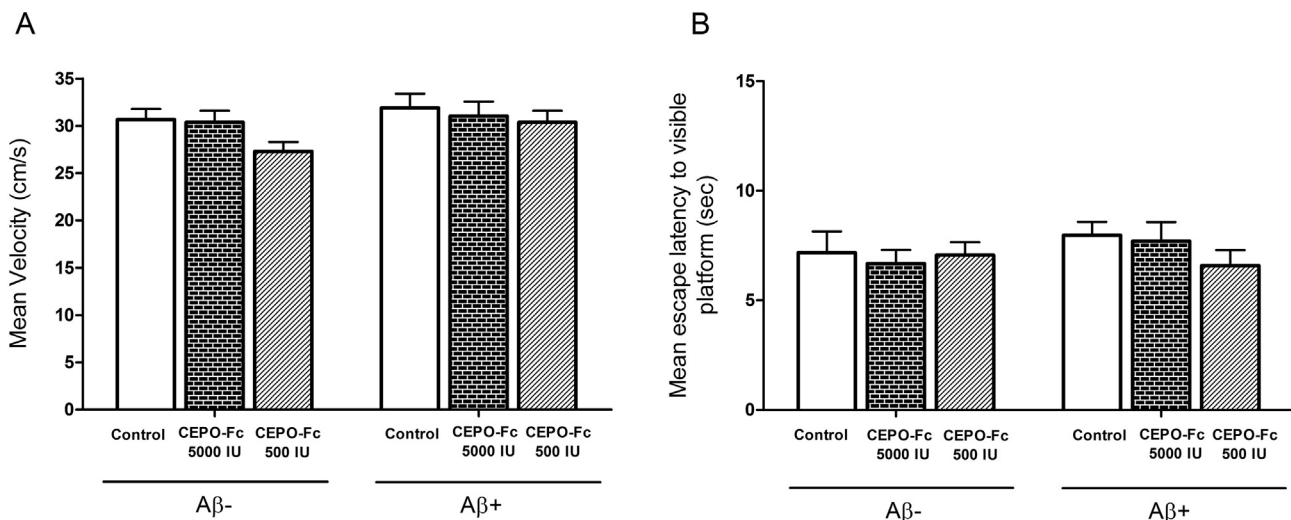 A
Mean Velocity (cm/s)
35
30
25
20
15
10
5
0
Control
CEPO-Fc
5000 IU
CEPO-Fc
500 IU
Control
CEPO-Fc
5000 IU
CEPO-Fc
500 IU
Aβ-
Aβ+
B
Mean escape latency to visible
platform (sec)
15
10
5
0
Control
CEPO-Fc
5000 IU
CEPO-Fc
500 IU
Control
CEPO-Fc
5000 IU
CEPO-Fc
500 IU
Aβ-
Aβ+